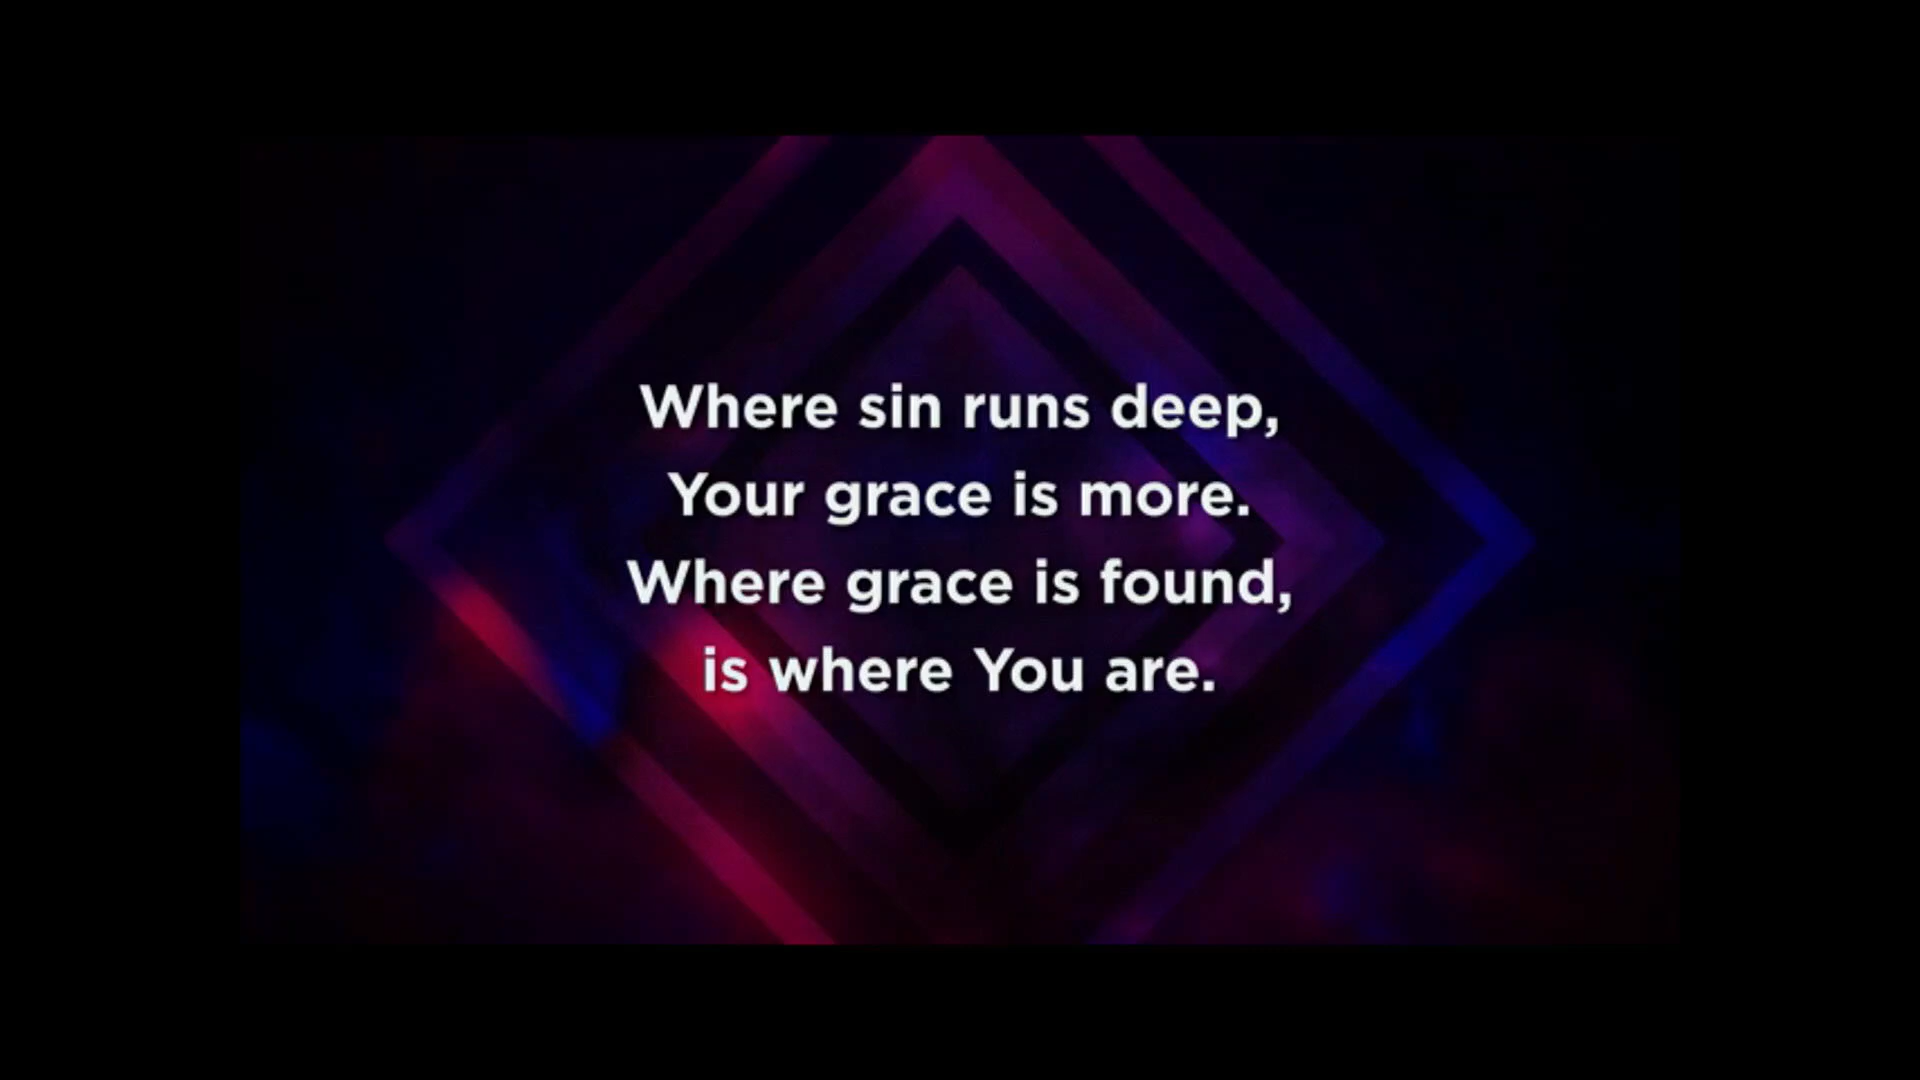 Where sin runs deep,
Your grace is more.
Where grace is found,
is where You are.